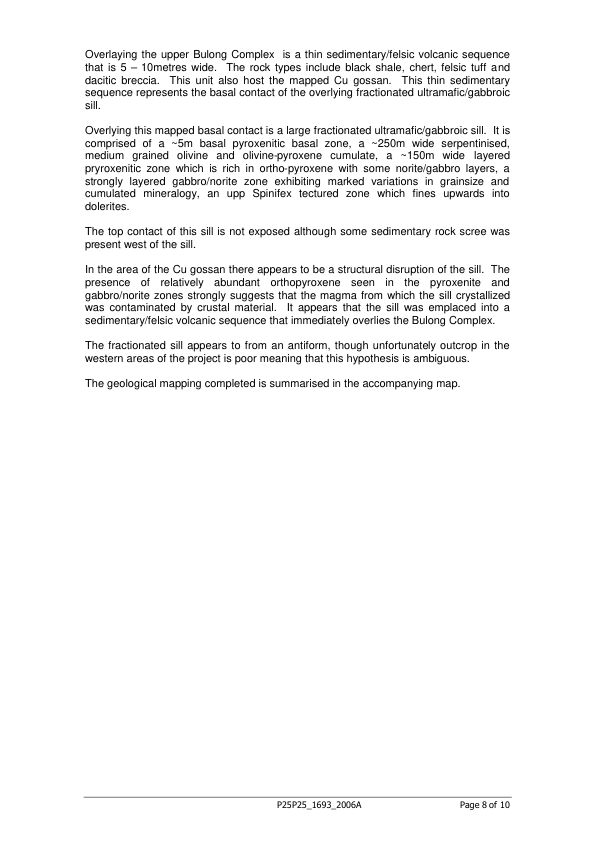 Overlaying the upper Bulong Complex  is a thin sedimentary/felsic volcanic sequence
that is 5 – 10metres wide.  The rock types include black shale, chert, felsic tuff and
dacitic breccia.  This unit also host the mapped Cu gossan.  This thin sedimentary
sequence represents the basal contact of the overlying fractionated ultramafic/gabbroic
sill.
Overlying this mapped basal contact is a large fractionated ultramafic/gabbroic sill.  It is
comprised of a ~5m basal pyroxenitic basal zone, a ~250m wide serpentinised,
medium grained olivine and olivine-pyroxene cumulate, a ~150m wide layered
pryroxenitic zone which is rich in ortho-pyroxene with some norite/gabbro layers, a
strongly layered gabbro/norite zone exhibiting marked variations in grainsize and
cumulated mineralogy, an upp Spinifex tectured zone which fines upwards into
dolerites.
The top contact of this sill is not exposed although some sedimentary rock scree was
present west of the sill.
In the area of the Cu gossan there appears to be a structural disruption of the sill.  The
presence of relatively abundant orthopyroxene seen in the pyroxenite and
gabbro/norite zones strongly suggests that the magma from which the sill crystallized
was contaminated by crustal material.  It appears that the sill was emplaced into a
sedimentary/felsic volcanic sequence that immediately overlies the Bulong Complex.
The fractionated sill appears to from an antiform, though unfortunately outcrop in the
western areas of the project is poor meaning that this hypothesis is ambiguous.
The geological mapping completed is summarised in the accompanying map.
P25P25_1693_2006A Page 8 of 10